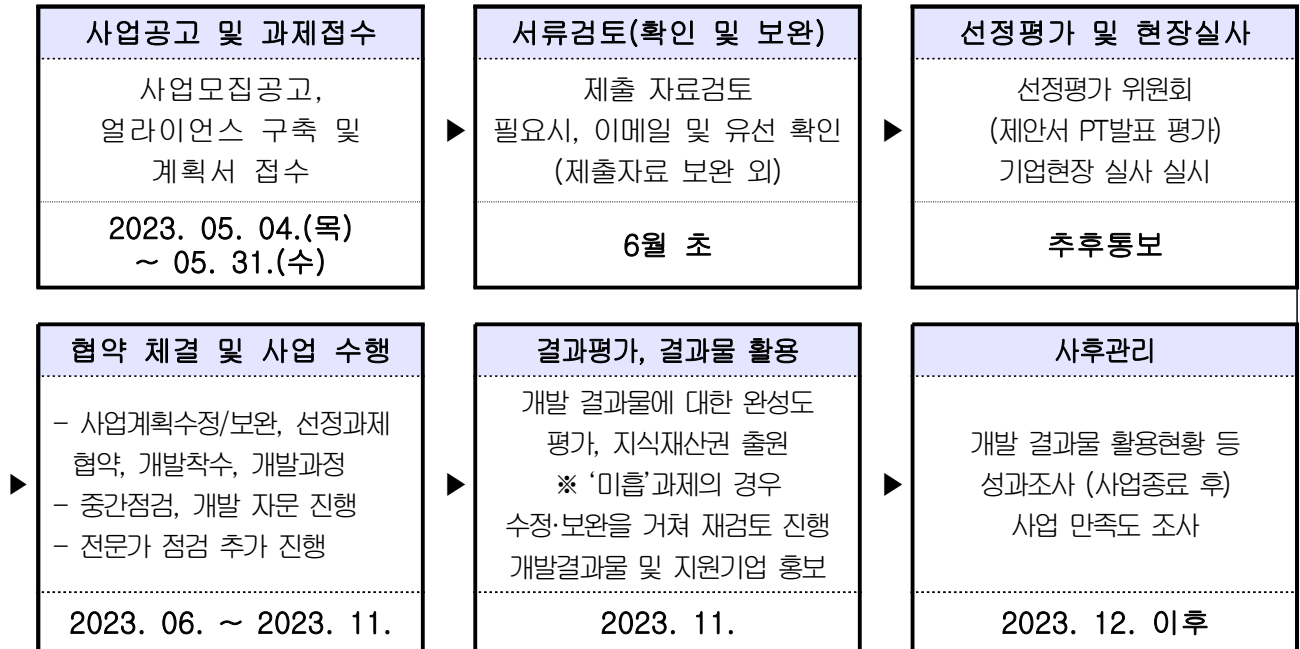 사업공고 및 과제접수
사업모집공고,
얼라이언스 구축 및
계획서 접수
2023. 05. 04.(목)
~ 05. 31.(수)
▶
서류검토(확인 및 보완)
제출 자료검토
필요시, 이메일 및 유선 확인
(제출자료 보완 외)
6월 초
▶
선정평가 및 현장실사
선정평가 위원회
(제안서 PT발표 평가)
기업현장 실사 실시
추후통보
▶
협약 체결 및 사업 수행
- 사업계획수정/보완, 선정과제
협약, 개발착수, 개발과정
- 중간점검, 개발 자문 진행
- 전문가 점검 추가 진행
2023. 06. ~ 2023. 11.
▶
결과평가, 결과물 활용
개발 결과물에 대한 완성도
평가, 지식재산권 출원
※ ‘미흡’과제의 경우
수정·보완을 거쳐 재검토 진행
개발결과물 및 지원기업 홍보
2023. 11.
▶
사후관리
개발 결과물 활용현황 등
성과조사 (사업종료 후)
사업 만족도 조사
2023. 12. 이후